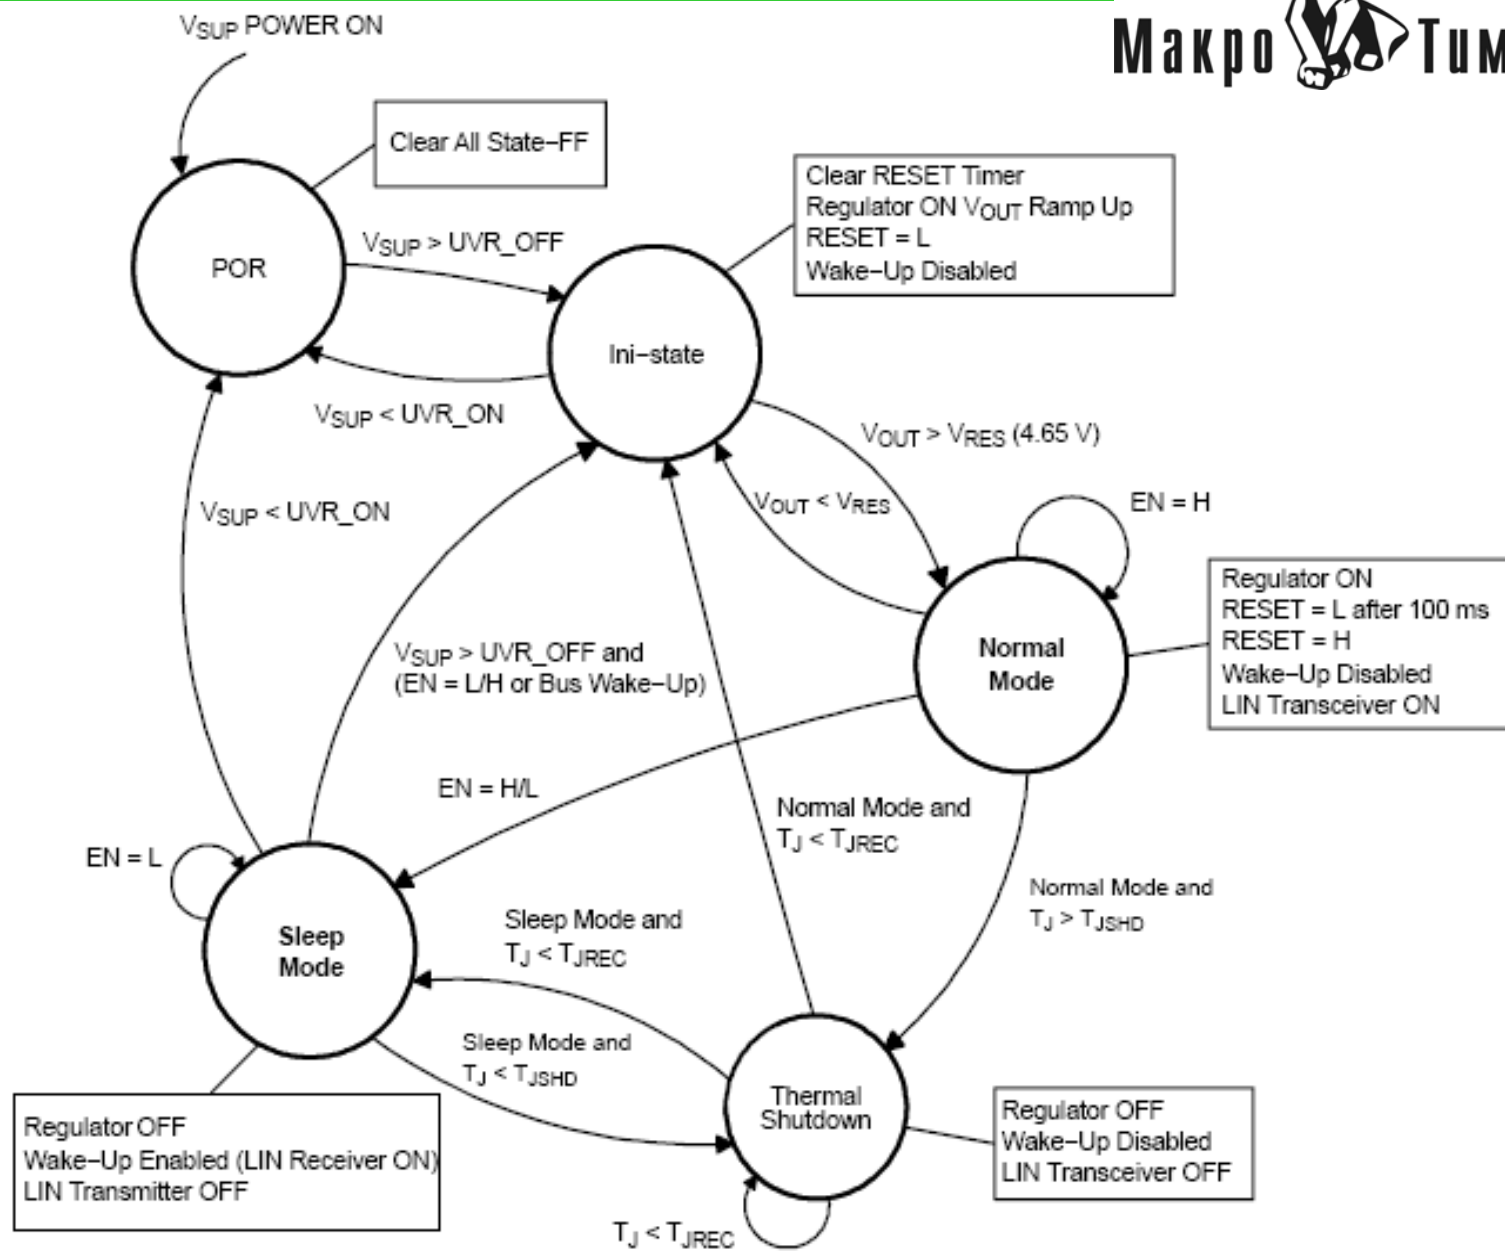 Макро Тим
VSUP POWER ON
Clear All State–FF
Clear RESET Timer
Regulator ON VOUT Ramp Up
RESET = L
Wake–Up Disabled
POR
VSUP > UVR_OFF
Ini–state
VSUP < UVR_ON
VOUT > VRES (4.65 V)
VOUT < VRES
EN = H
VSUP < UVR_ON
Regulator ON
RESET = L after 100 ms
RESET = H
Wake–Up Disabled
LIN Transceiver ON
Normal
Mode
VSUP > UVR_OFF and
(EN = L/H or Bus Wake–Up)
EN = H/L
Normal Mode and
TJ < TJREC
EN = L
Normal Mode and
TJ > TJSHD
Sleep
Mode
Sleep Mode and
TJ < TJREC
Sleep Mode and
TJ < TJSHD
Thermal
Shutdown
Regulator OFF
Wake–Up Disabled
LIN Transceiver OFF
Regulator OFF
Wake–Up Enabled (LIN Receiver ON)
LIN Transmitter OFF
TJ < TJREC